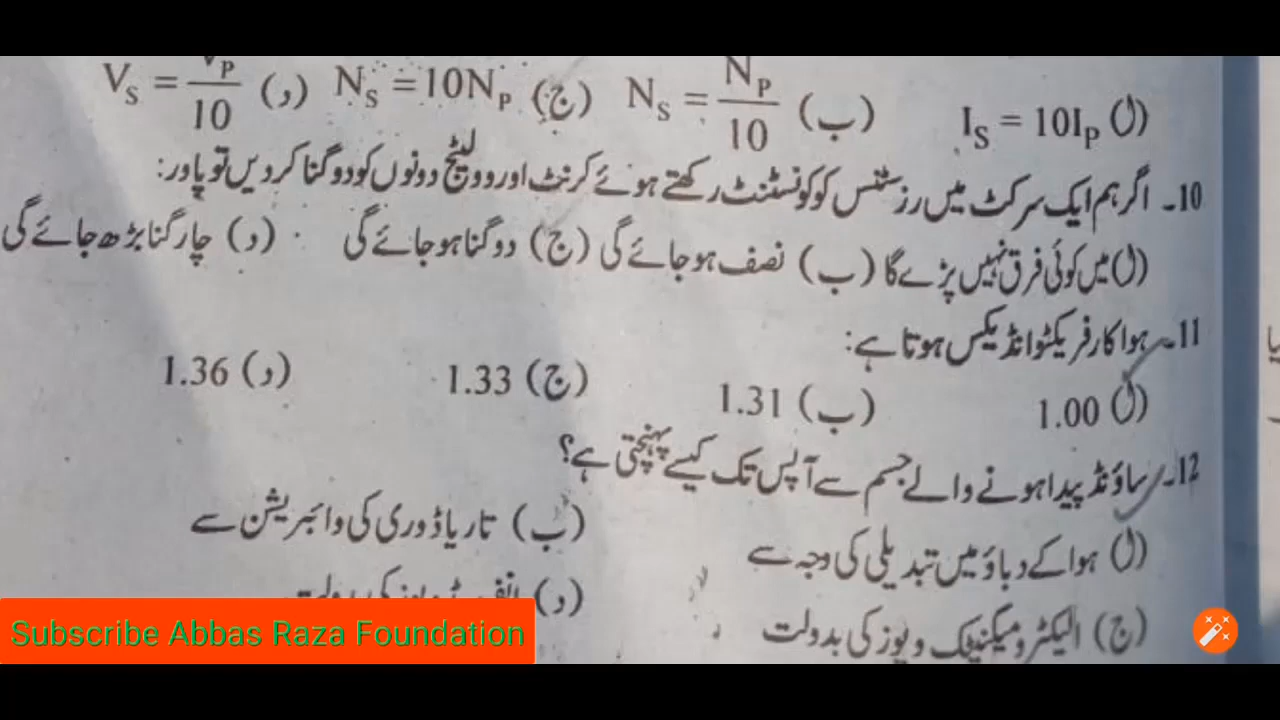 (ا) I_S = 10I_P (ب) N_S = N_P/10 (ج) N_S = 10N_P (د) V_S = V_P/10
10۔ اگر ہم ایک سرکٹ میں رزسٹنس کو کونسٹنٹ رکھتے ہوئے کرنٹ اور وولٹیج دونوں کو دوگنا کر دیں تو پاور:
(ا) میں کوئی فرق نہیں پڑے گا (ب) نصف ہو جائے گی (ج) دوگنا ہو جائے گی (د) چار گنا بڑھ جائے گی
11۔ ہوا کا رفریکٹو انڈیکس ہوتا ہے:
(ا) 1.00 (ب) 1.31 (ج) 1.33 (د) 1.36
12۔ ساؤنڈ پیدا ہونے والے جسم سے آپس تک کیسے پہنچتی ہے؟
(ا) ہوا کے دباؤ میں تبدیلی کی وجہ سے (ب) تار یا ڈوری کی وائبریشن سے
(ج) الیکٹرومیگنیٹک ویوز کی بدولت (د)
Subscribe Abbas Raza Foundation